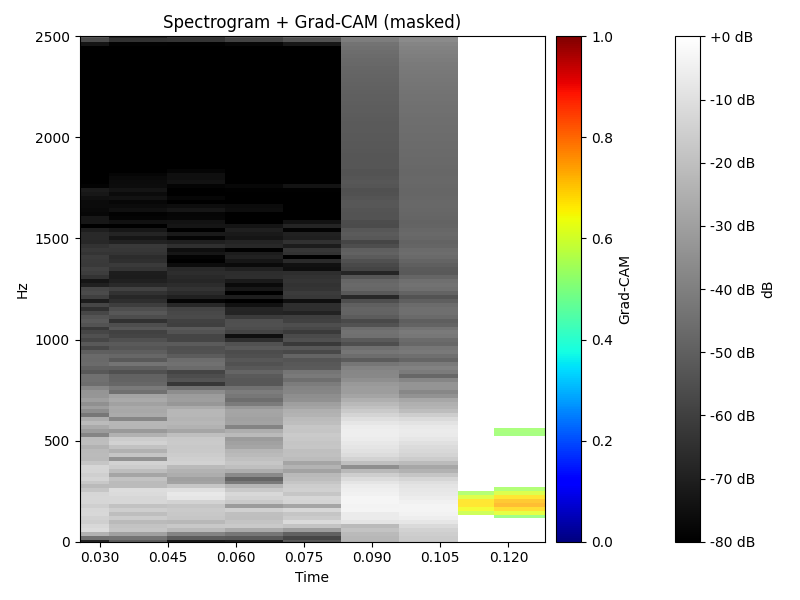 Spectrogram + Grad-CAM (masked)
2500
2000
1500
1000
500
0
Hz
0.030
0.045
0.060
0.075
0.090
0.105
0.120
Time
1.0
0.8
0.6
0.4
0.2
0.0
Grad-CAM
+0 dB
-10 dB
-20 dB
-30 dB
-40 dB
-50 dB
-60 dB
-70 dB
-80 dB
dB